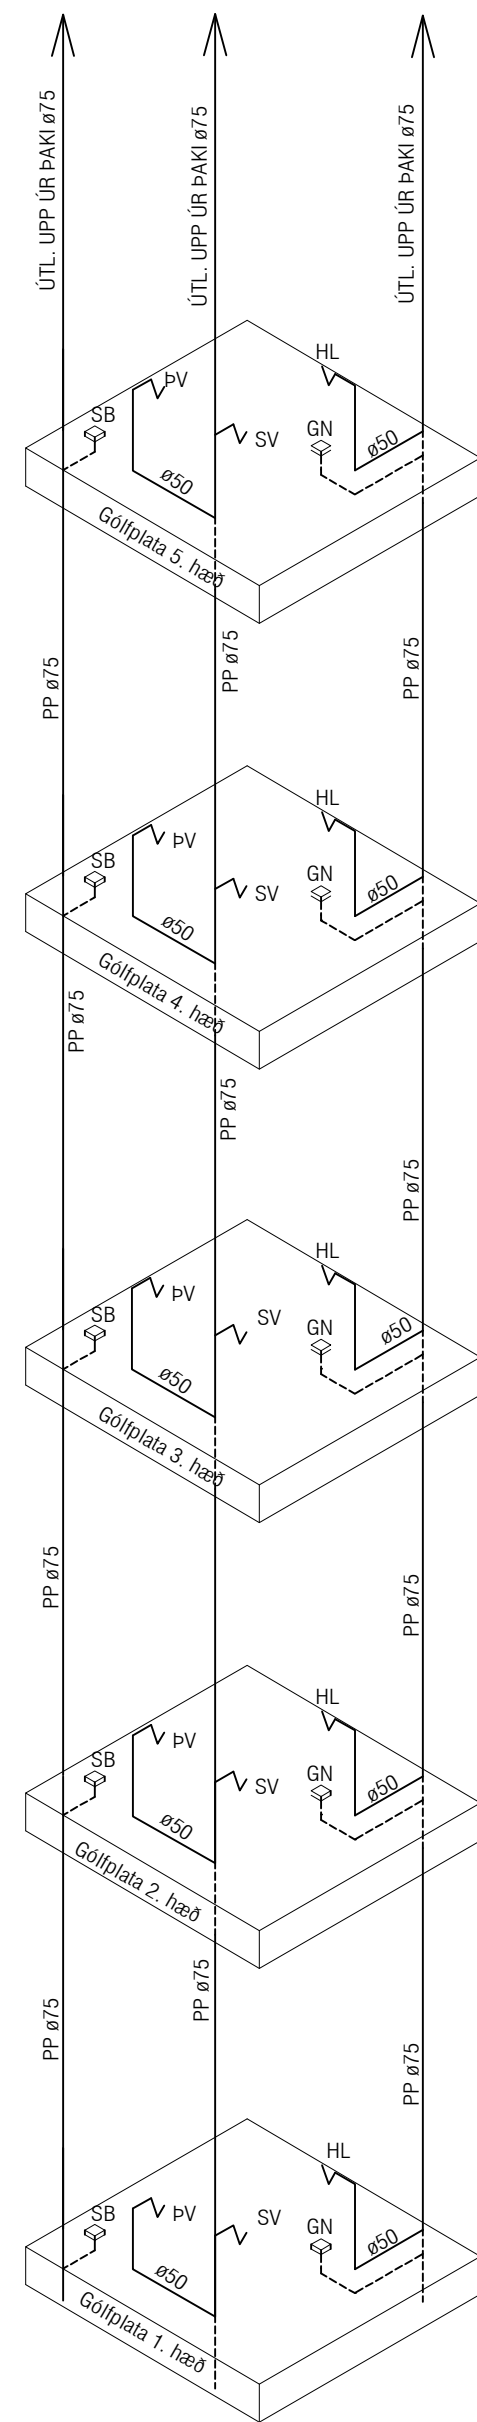 ÚTL. UPP ÚR ÞAKI ø75
ÚTL. UPP ÚR ÞAKI ø75
ÚTL. UPP ÚR ÞAKI ø75
HL
ÞV
SB
GN
SV
ø50
ø50
Gólfplata 5. hæð
PP ø75
PP ø75
PP ø75
HL
ÞV
SB
GN
SV
ø50
ø50
Gólfplata 4. hæð
PP ø75
PP ø75
PP ø75
HL
ÞV
SB
SV
GN
ø50
ø50
Gólfplata 3. hæð
PP ø75
PP ø75
HL
ÞV
SB
GN
SV
ø50
ø50
Gólfplata 2. hæð
PP ø75
PP ø75
PP ø75
HL
SB
ÞV
SV
GN
ø50
ø50
Gólfplata 1. hæð